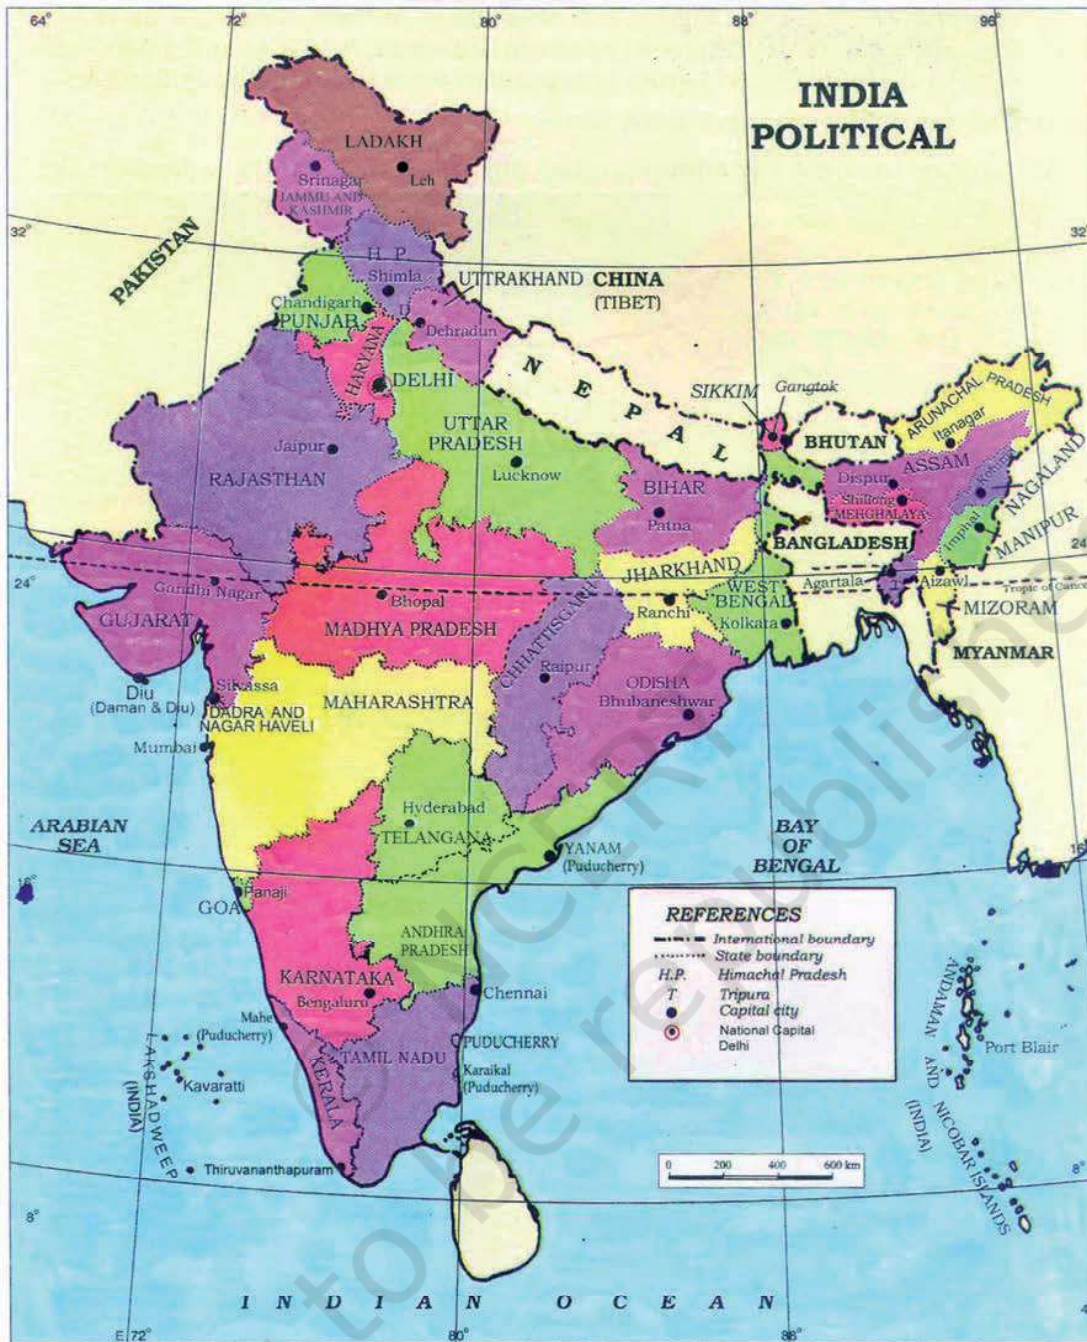 64°
72°
80°
88°
96°
INDIA
POLITICAL
LADAKH
Leh
Srinagar
JAMMU AND
KASHMIR
32°
32°
PAKISTAN
H P
Shimla
UTTRAKHAND
CHINA
(TIBET)
Chandigarh
PUNJAB
D
Dehradun
HARYANA
DELHI
NEPAL
SIKKIM
Gangtok
ARUNACHAL PRADESH
Itanagar
BHUTAN
UTTAR
PRADESH
Lucknow
Jaipur
RAJASTHAN
ASSAM
Dispur
Kohima
NAGALAND
Shillong
MERGHALAYA
BIHAR
Patna
Imphal
MANIPUR
BANGLADESH
24°
24°
JHARKHAND
Agartala
T
Aizawl
Tropic of Cancer
Gandhi Nagar
Bhopal
Ranchi
WEST
BENGAL
Kolkata
MIZORAM
GUJARAT
MADHYA PRADESH
CHHATTISGARH
Raipur
MYANMAR
Diu
(Daman & Diu)
Silvassa
DADRA AND
NAGAR HAVELI
MAHARASHTRA
ODISHA
Bhubaneshwar
Mumbai
Hyderabad
TELANGANA
ARABIAN
SEA
BAY
OF
BENGAL
YANAM
(Puducherry)
16°
16°
Panaji
GOA
ANDHRA
PRADESH
REFERENCES
International boundary
State boundary
H.P. Himachal Pradesh
T Tripura
Capital city
National Capital
Delhi
KARNATAKA
Bengaluru
Chennai
Mahe
(Puducherry)
TAMIL NADU
PUDUCHERRY
Karaikal
(Puducherry)
KERALA
LAKSHADWEEP
(INDIA)
Kavaratti
Thiruvananthapuram
ANDAMAN AND NICOBAR ISLANDS
(INDIA)
Port Blair
0 200 400 600 km
8°
8°
INDIAN OCEAN
E 72°
80°
88°
© NCERT
to be republished